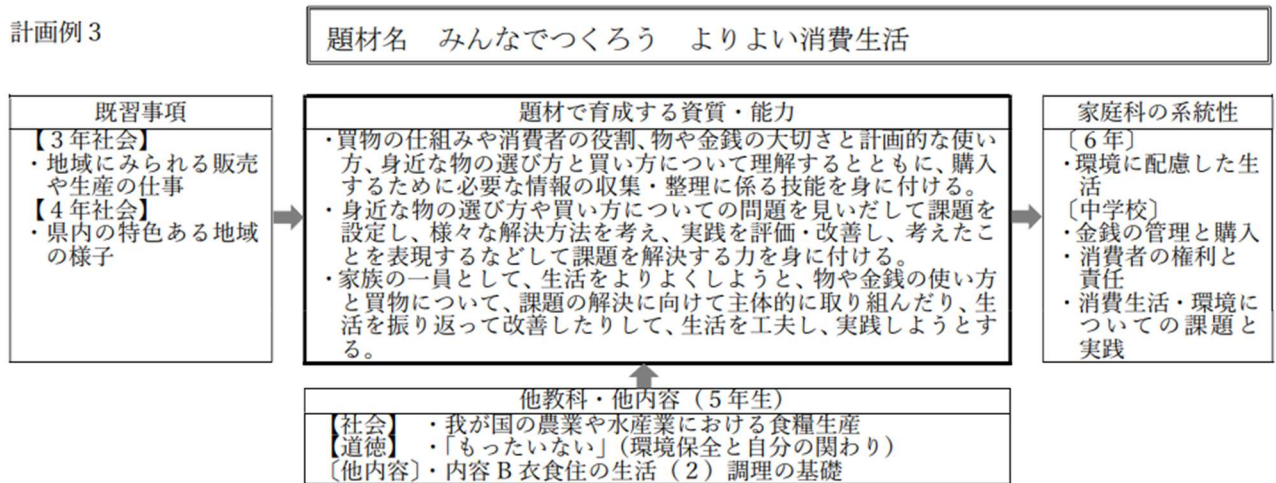 計画例3
題材名 みんなでつくろう よりよい消費生活
既習事項
【3年社会】
・地域にみられる販売
や生産の仕事
【4年社会】
・県内の特色ある地域
の様子
題材で育成する資質・能力
・買物の仕組みや消費者の役割、物や金銭の大切さと計画的な使い
方、身近な物の選び方と買い方について理解するとともに、購入
するために必要な情報の収集・整理に係る技能を身に付ける。
・身近な物の選び方や買い方についての問題を見いだして課題を
設定し、様々な解決方法を考え、実践を評価・改善し、考えたこ
とを表現するなどして課題を解決する力を身に付ける。
・家族の一員として、生活をよりよくしようと、物や金銭の使い方
と買物について、課題の解決に向けて主体的に取り組んだり、生
活を振り返って改善したりして、生活を工夫し、実践しようとす
る。
家庭科の系統性
〔6年〕
・環境に配慮した生
活
〔中学校〕
・金銭の管理と購入
・消費者の権利と
責任
・消費生活・環境に
ついての課題と
実践
他教科・他内容(5年生)
【社会】 ・我が国の農業や水産業における食糧生産
【道徳】 ・「もったいない」(環境保全と自分の関わり)
〔他内容〕・内容B衣食住の生活(2)調理の基礎